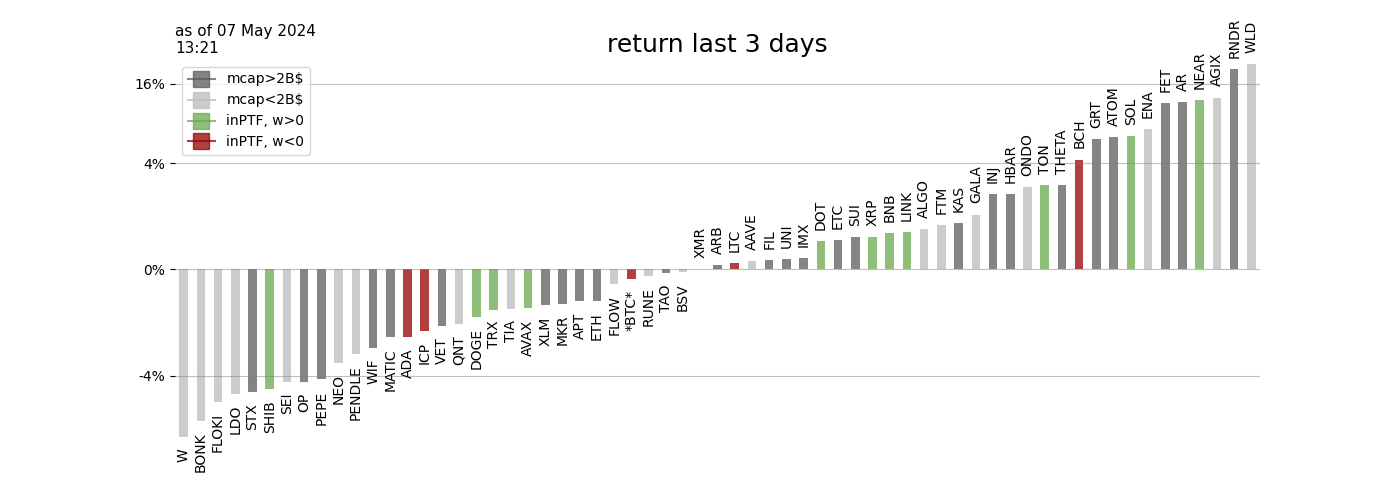 as of 07 May 2024
13:21
return last 3 days
mcap>2B$
mcap<2B$
inPTF, w>0
inPTF, w<0
16%
4%
0%
-4%
W
BONK
FLOKI
LDO
STX
SHIB
SEI
OP
PEPE
NEO
PENDLE
WIF
MATIC
ADA
ICP
VET
QNT
DOGE
TRX
TIA
AVAX
XLM
MKR
APT
ETH
FLOW
*BTC*
RUNE
TAO
BSV
XMR
ARB
LTC
AAVE
FIL
UNI
IMX
DOT
ETC
SUI
XRP
BNB
LINK
ALGO
FTM
KAS
GALA
INJ
HBAR
ONDO
TON
THETA
BCH
GRT
ATOM
SOL
ENA
FET
AR
NEAR
AGIX
RNDR
WLD